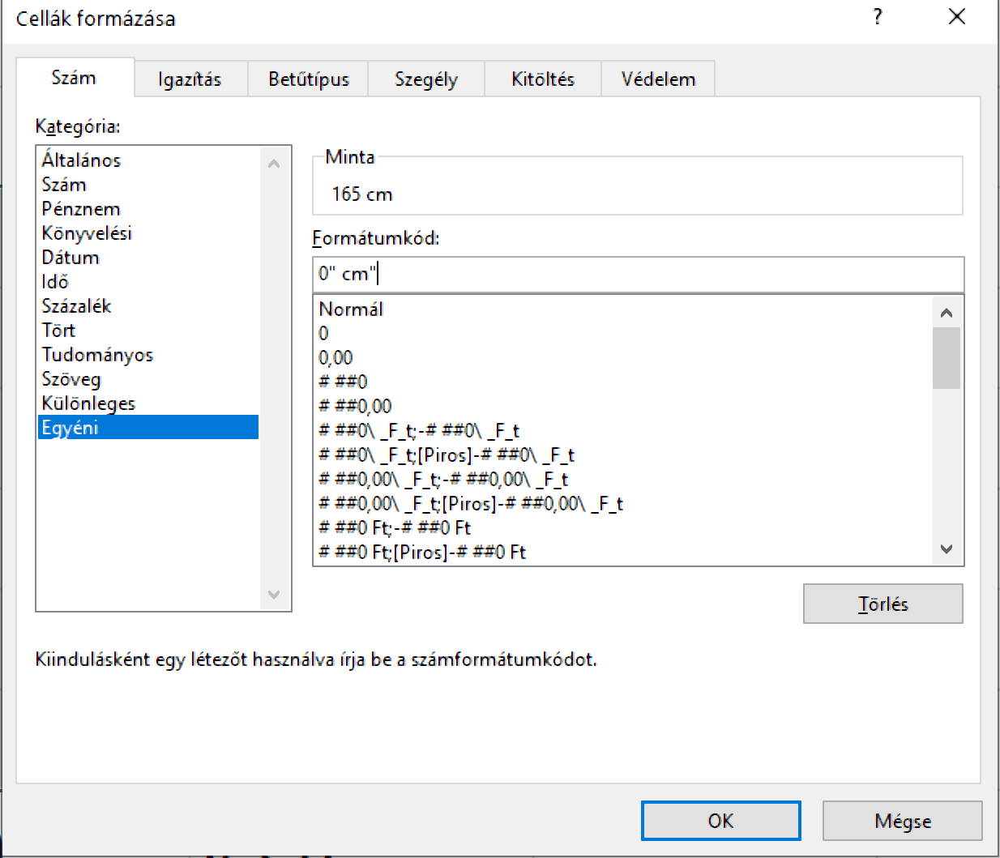 Cellák formázása
?
Szám Igazítás Betűtípus Szegély Kitöltés Védelem
Kategória:
Általános
Szám
Pénznem
Könyvelési
Dátum
Idő
Százalék
Tört
Tudományos
Szöveg
Különleges
Egyéni
Minta
165 cm
Formátumkód:
0" cm"
Normál
0
0,00
# ##0
# ##0,00
# ##0\ _F_t;-# ##0\ _F_t
# ##0\ _F_t;[Piros]-# ##0\ _F_t
# ##0,00\ _F_t;-# ##0,00\ _F_t
# ##0,00\ _F_t;[Piros]-# ##0,00\ _F_t
# ##0 Ft;-# ##0 Ft
# ##0 Ft;[Piros]-# ##0 Ft
Törlés
Kiindulásként egy létezőt használva írja be a számformátumkódot.
OK Mégse